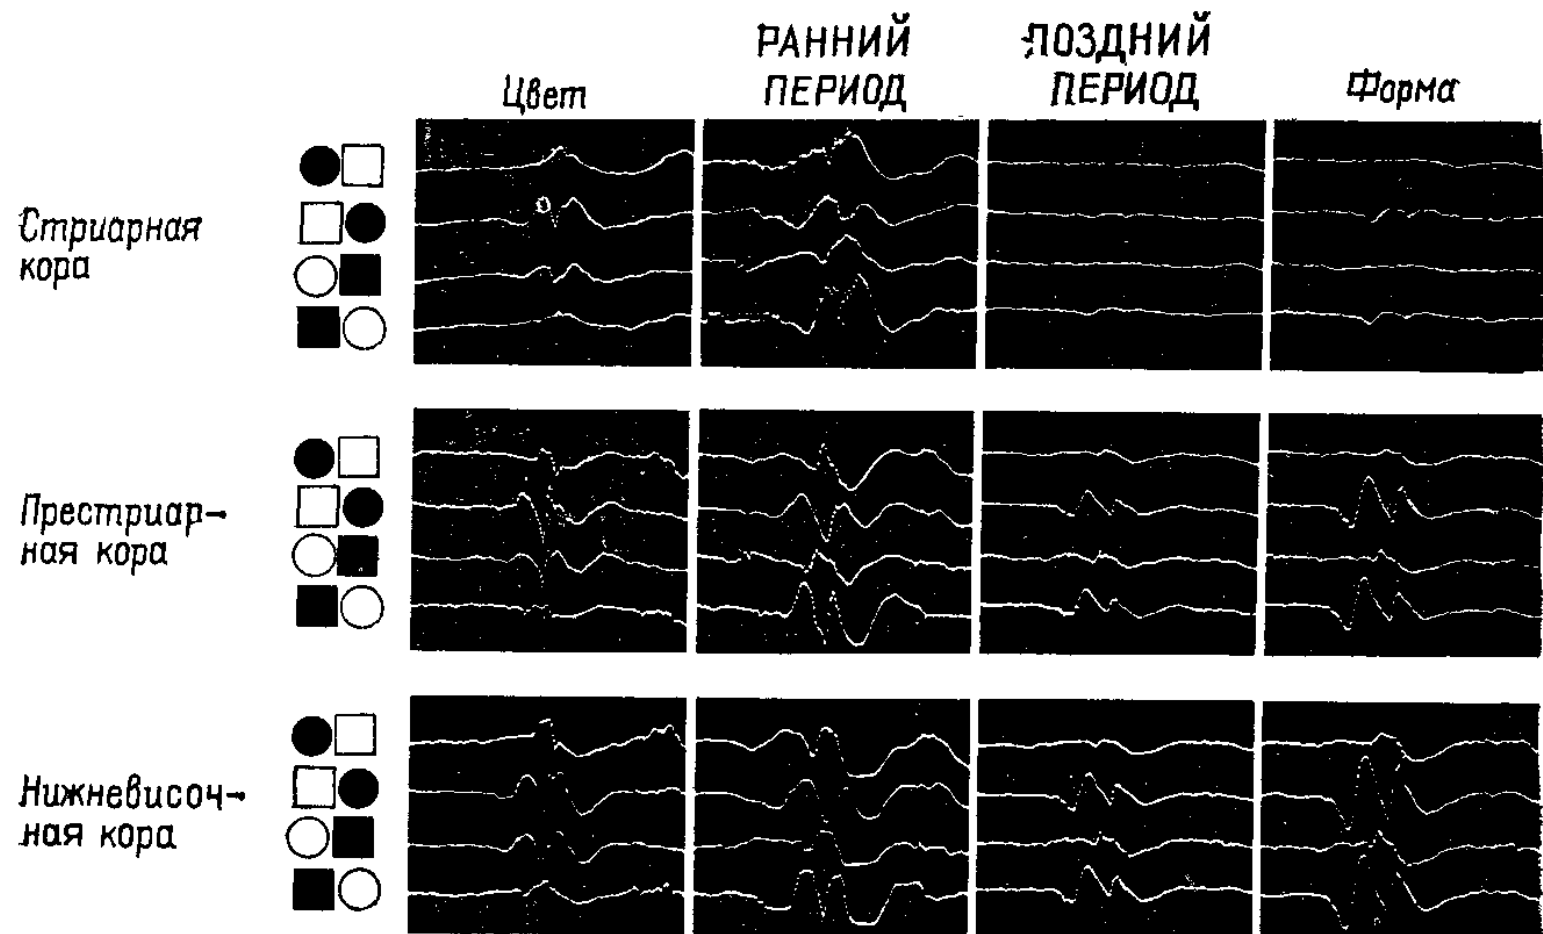 РАННИЙ ПОЗДНИЙ
Цвет ПЕРИОД ПЕРИОД Форма
Стриарная
кора
Престриар-
ная кора
Нижневисоч-
ная кора